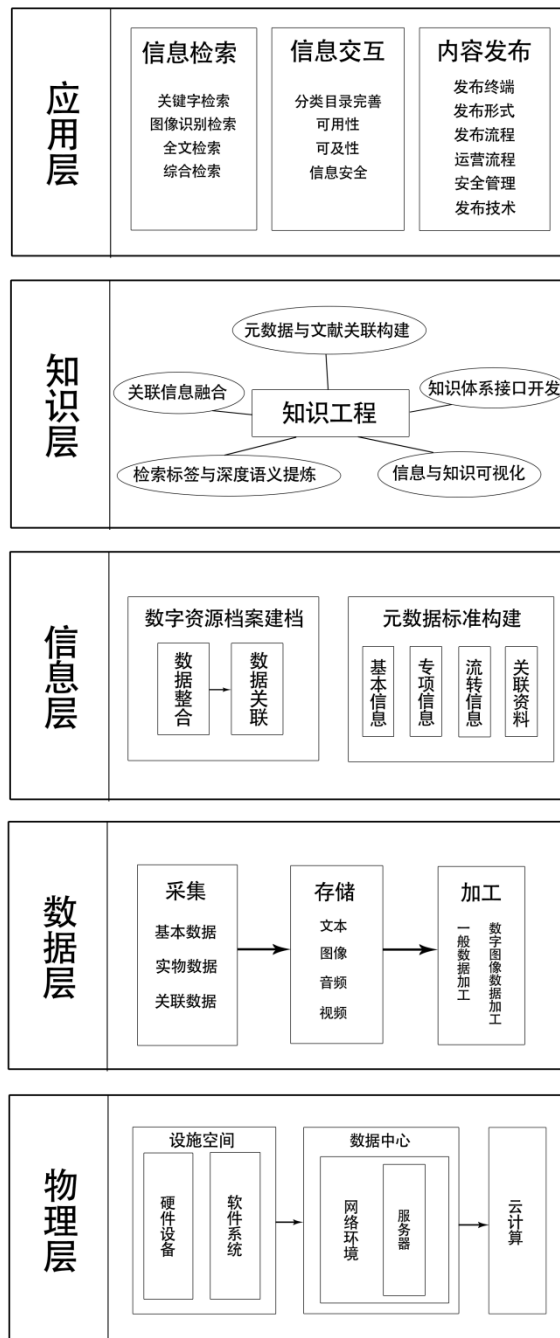 应用层
信息检索
关键字检索
图像识别检索
全文检索
综合检索
信息交互
分类目录完善
可用性
可及性
信息安全
内容发布
发布终端
发布形式
发布流程
运营流程
安全管理
发布技术
知识层
元数据与文献关联构建
关联信息融合
知识体系接口开发
知识工程
检索标签与深度语义提炼
信息与知识可视化
信息层
数字资源档案建档
数据整合
数据关联
元数据标准构建
基本信息
专项信息
流转信息
关联资料
数据层
采集
基本数据
实物数据
关联数据
存储
文本
图像
音频
视频
加工
一般数据加工
数字图像数据加工
物理层
设施空间
硬件设备
软件系统
数据中心
网络环境
服务器
云计算